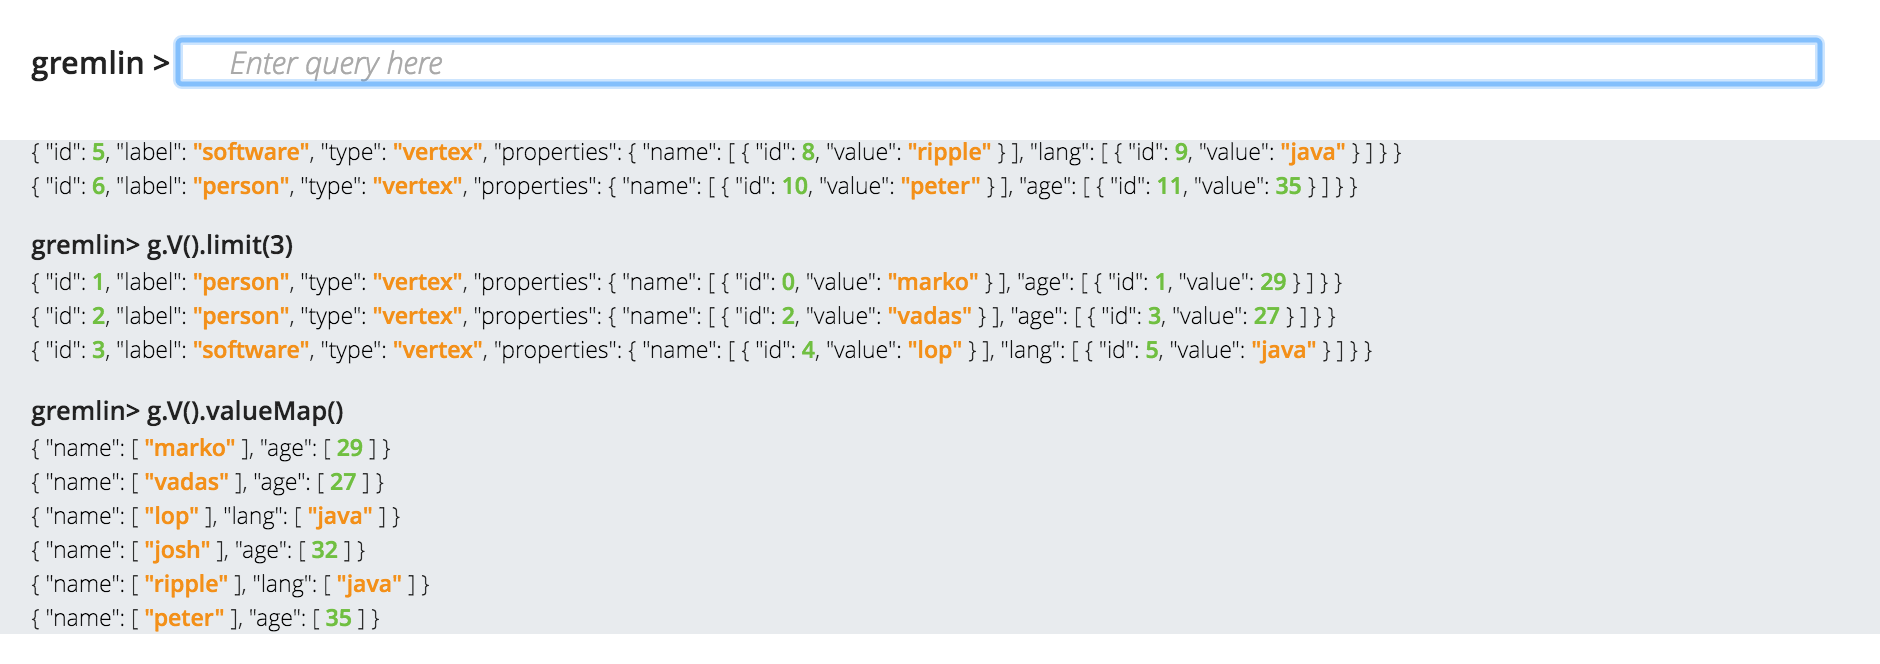 gremlin > Enter query here
{ "id": 5, "label": "software", "type": "vertex", "properties": { "name": [ { "id": 8, "value": "ripple" } ], "lang": [ { "id": 9, "value": "java" } ] } }
{ "id": 6, "label": "person", "type": "vertex", "properties": { "name": [ { "id": 10, "value": "peter" } ], "age": [ { "id": 11, "value": 35 } ] } }
gremlin> g.V().limit(3)
{ "id": 1, "label": "person", "type": "vertex", "properties": { "name": [ { "id": 0, "value": "marko" } ], "age": [ { "id": 1, "value": 29 } ] } }
{ "id": 2, "label": "person", "type": "vertex", "properties": { "name": [ { "id": 2, "value": "vadas" } ], "age": [ { "id": 3, "value": 27 } ] } }
{ "id": 3, "label": "software", "type": "vertex", "properties": { "name": [ { "id": 4, "value": "lop" } ], "lang": [ { "id": 5, "value": "java" } ] } }
gremlin> g.V().valueMap()
{ "name": [ "marko" ], "age": [ 29 ] }
{ "name": [ "vadas" ], "age": [ 27 ] }
{ "name": [ "lop" ], "lang": [ "java" ] }
{ "name": [ "josh" ], "age": [ 32 ] }
{ "name": [ "ripple" ], "lang": [ "java" ] }
{ "name": [ "peter" ], "age": [ 35 ] }